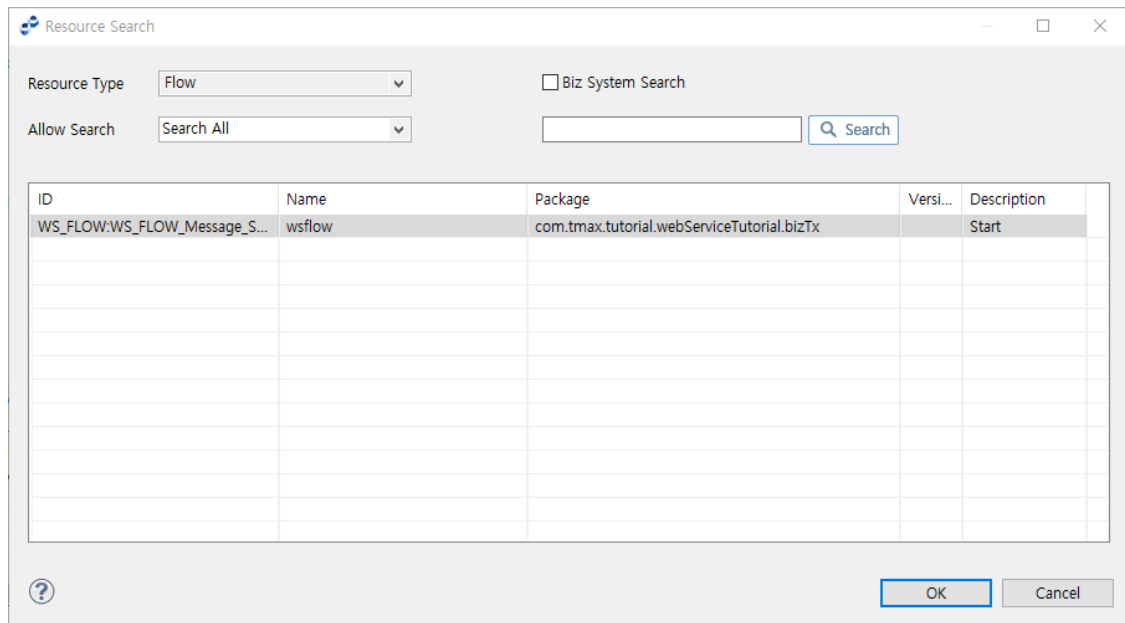 Resource Search
Resource Type Flow Biz System Search
Allow Search Search All Search
ID Name Package Versi... Description
WS_FLOW:WS_FLOW_Message_S... wsflow com.tmax.tutorial.webServiceTutorial.bizTx Start
? OK Cancel